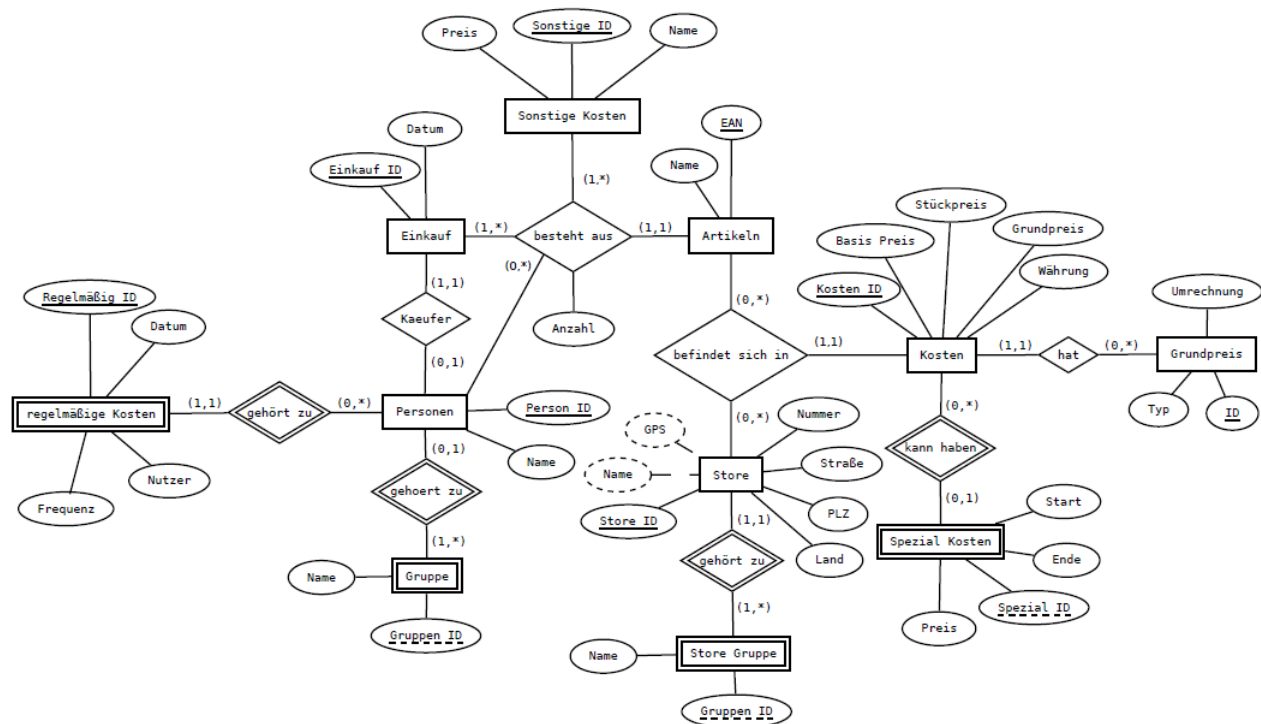 Sonstige ID
Preis
Name
Sonstige Kosten
EAN
Datum
Name
Einkauf ID
(1,*)
Stückpreis
Einkauf
(1,*)
besteht aus
(1,1)
Artikeln
Basis Preis
Grundpreis
(0,*)
Währung
(1,1)
Kosten ID
Regelmäßig ID
Umrechnung
(0,*)
Datum
Kaeufer
Anzahl
befindet sich in
(1,1)
Kosten
(1,1)
hat
(0,*)
Grundpreis
(0,1)
regelmäßige Kosten
(1,1)
gehört zu
(0,*)
Personen
Person ID
Typ
ID
(0,*)
(0,*)
Nummer
GPS
(0,1)
kann haben
Name
Straße
Nutzer
Name
Store
gehoert zu
Frequenz
Store ID
PLZ
(0,1)
Start
(1,1)
Spezial Kosten
(1,*)
gehört zu
Land
Ende
Name
Gruppe
Spezial ID
(1,*)
Preis
Gruppen ID
Name
Store Gruppe
Gruppen ID